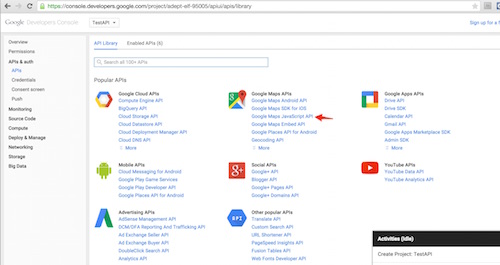 https://console.developers.google.com/project/adept-elf-95005/apiui/apis/library
Google Developers Console
TestAPI
Sign up for a
Overview
Permissions
APIs & auth
APIs
Credentials
Consent screen
Push
Monitoring
Source Code
Compute
Deploy & Manage
Networking
Storage
Big Data
API Library
Enabled APIs (6)
Search all 100+ APIs
Popular APIs
Google Cloud APIs
Compute Engine API
BigQuery API
Cloud Storage API
Cloud Datastore API
Cloud Deployment Manager API
Cloud DNS API
More
Google Maps APIs
Google Maps Android API
Google Maps SDK for iOS
Google Maps JavaScript API
Google Maps Embed API
Google Places API for Android
Geocoding API
More
Google Apps APIs
Drive API
Drive SDK
Calendar API
Gmail API
Google Apps Marketplace SDK
Admin SDK
More
Mobile APIs
Cloud Messaging for Android
Google Play Game Services
Google Play Developer API
Google Places API for Android
Social APIs
Google+ API
Blogger API
Google+ Pages API
Google+ Domains API
YouTube APIs
YouTube Data API
YouTube Analytics API
Advertising APIs
AdSense Management API
DCM/DFA Reporting And Trafficking API
Ad Exchange Seller API
Ad Exchange Buyer API
DoubleClick Search API
Analytics API
Other popular APIs
Translate API
Custom Search API
URL Shortener API
PageSpeed Insights API
Fusion Tables API
Web Fonts Developer API
Activities (Idle)
Create Project: TestAPI